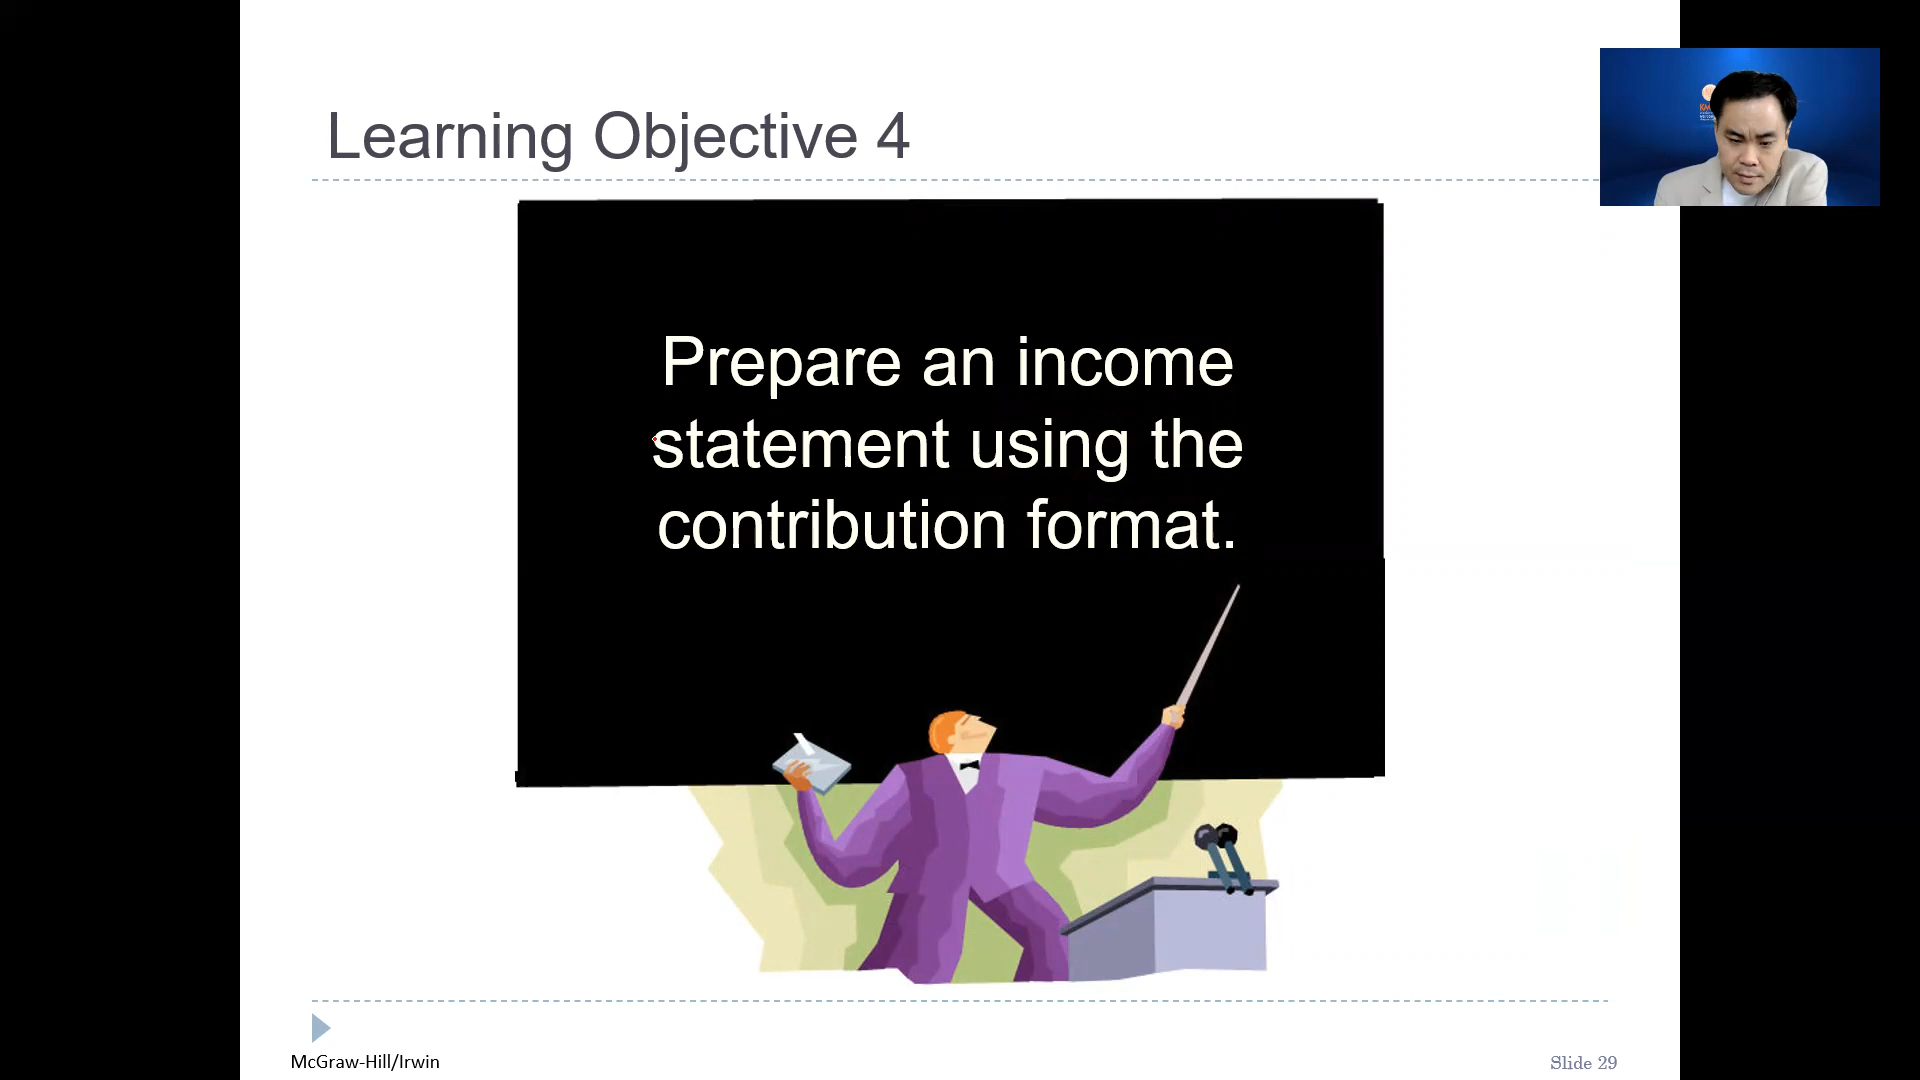 Learning Objective 4
Prepare an income
statement using the
contribution format.
McGraw-Hill/Irwin
Slide 29